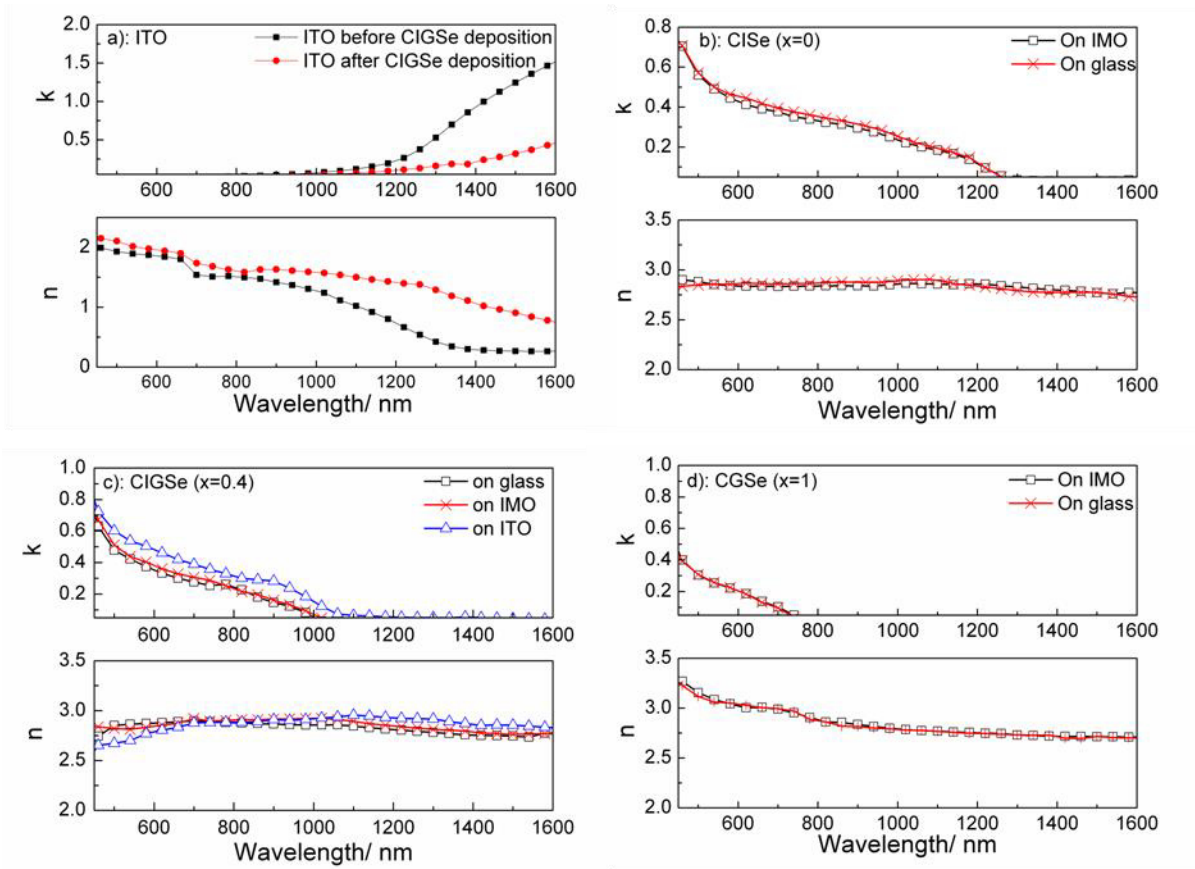 a): ITO
ITO before CIGSe deposition
ITO after CIGSe deposition
k
2.0
1.5
1.0
0.5
600 800 1000 1200 1400 1600
n
2
1
0
600 800 1000 1200 1400 1600
Wavelength/ nm
b): CISe (x=0)
On IMO
On glass
k
0.8
0.6
0.4
0.2
600 800 1000 1200 1400 1600
n
3.5
3.0
2.5
2.0
600 800 1000 1200 1400 1600
Wavelength/ nm
c): CIGSe (x=0.4)
on glass
on IMO
on ITO
k
1.0
0.8
0.6
0.4
0.2
600 800 1000 1200 1400 1600
n
3.5
3.0
2.5
2.0
600 800 1000 1200 1400 1600
Wavelength/ nm
d): CGSe (x=1)
On IMO
On glass
k
1.0
0.8
0.6
0.4
0.2
600 800 1000 1200 1400 1600
n
3.5
3.0
2.5
2.0
600 800 1000 1200 1400 1600
Wavelength/ nm